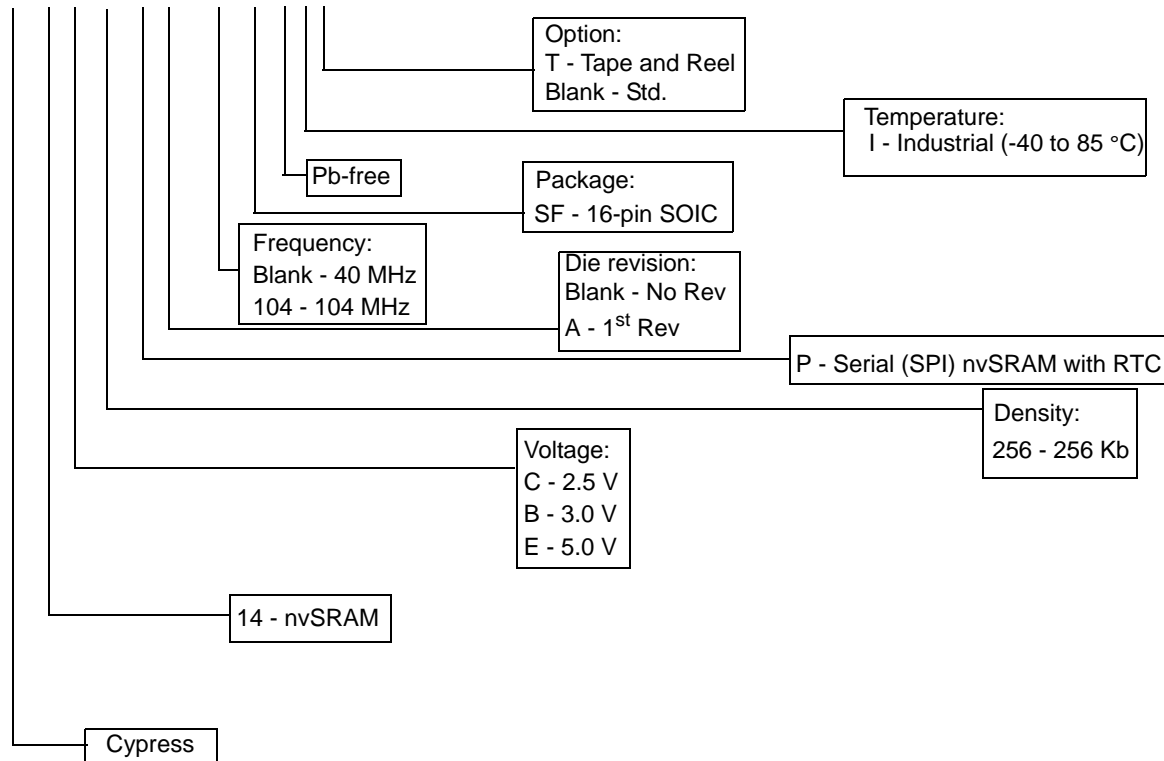 Option:
T - Tape and Reel
Blank - Std.
Temperature:
I - Industrial (-40 to 85 °C)
Pb-free
Package:
SF - 16-pin SOIC
Frequency:
Blank - 40 MHz
104 - 104 MHz
Die revision:
Blank - No Rev
A - 1st Rev
P - Serial (SPI) nvSRAM with RTC
Density:
256 - 256 Kb
Voltage:
C - 2.5 V
B - 3.0 V
E - 5.0 V
14 - nvSRAM
Cypress